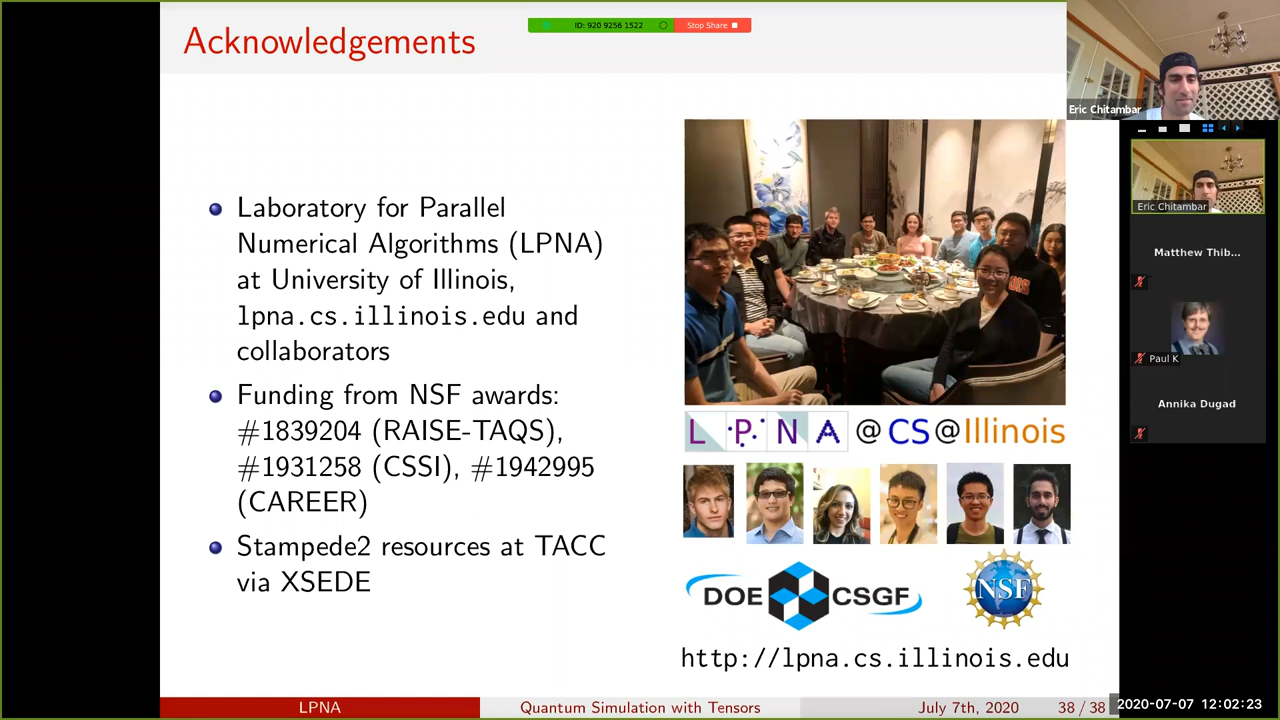 Acknowledgements
ID: 920 9256 1522
Stop Share
Laboratory for Parallel
Numerical Algorithms (LPNA)
at University of Illinois,
lpna.cs.illinois.edu and
collaborators
Funding from NSF awards:
#1839204 (RAISE-TAQS),
#1931258 (CSSI), #1942995
(CAREER)
Stampede2 resources at TACC
via XSEDE
LPNA@CS@Illinois
DOE CSGF
NSF
http://lpna.cs.illinois.edu
LPNA
Quantum Simulation with Tensors
July 7th, 2020
38 / 38
Eric Chitambar
Eric Chitambar
Matthew Thib...
Paul K
Annika Dugad
2020-07-07 12:02:23